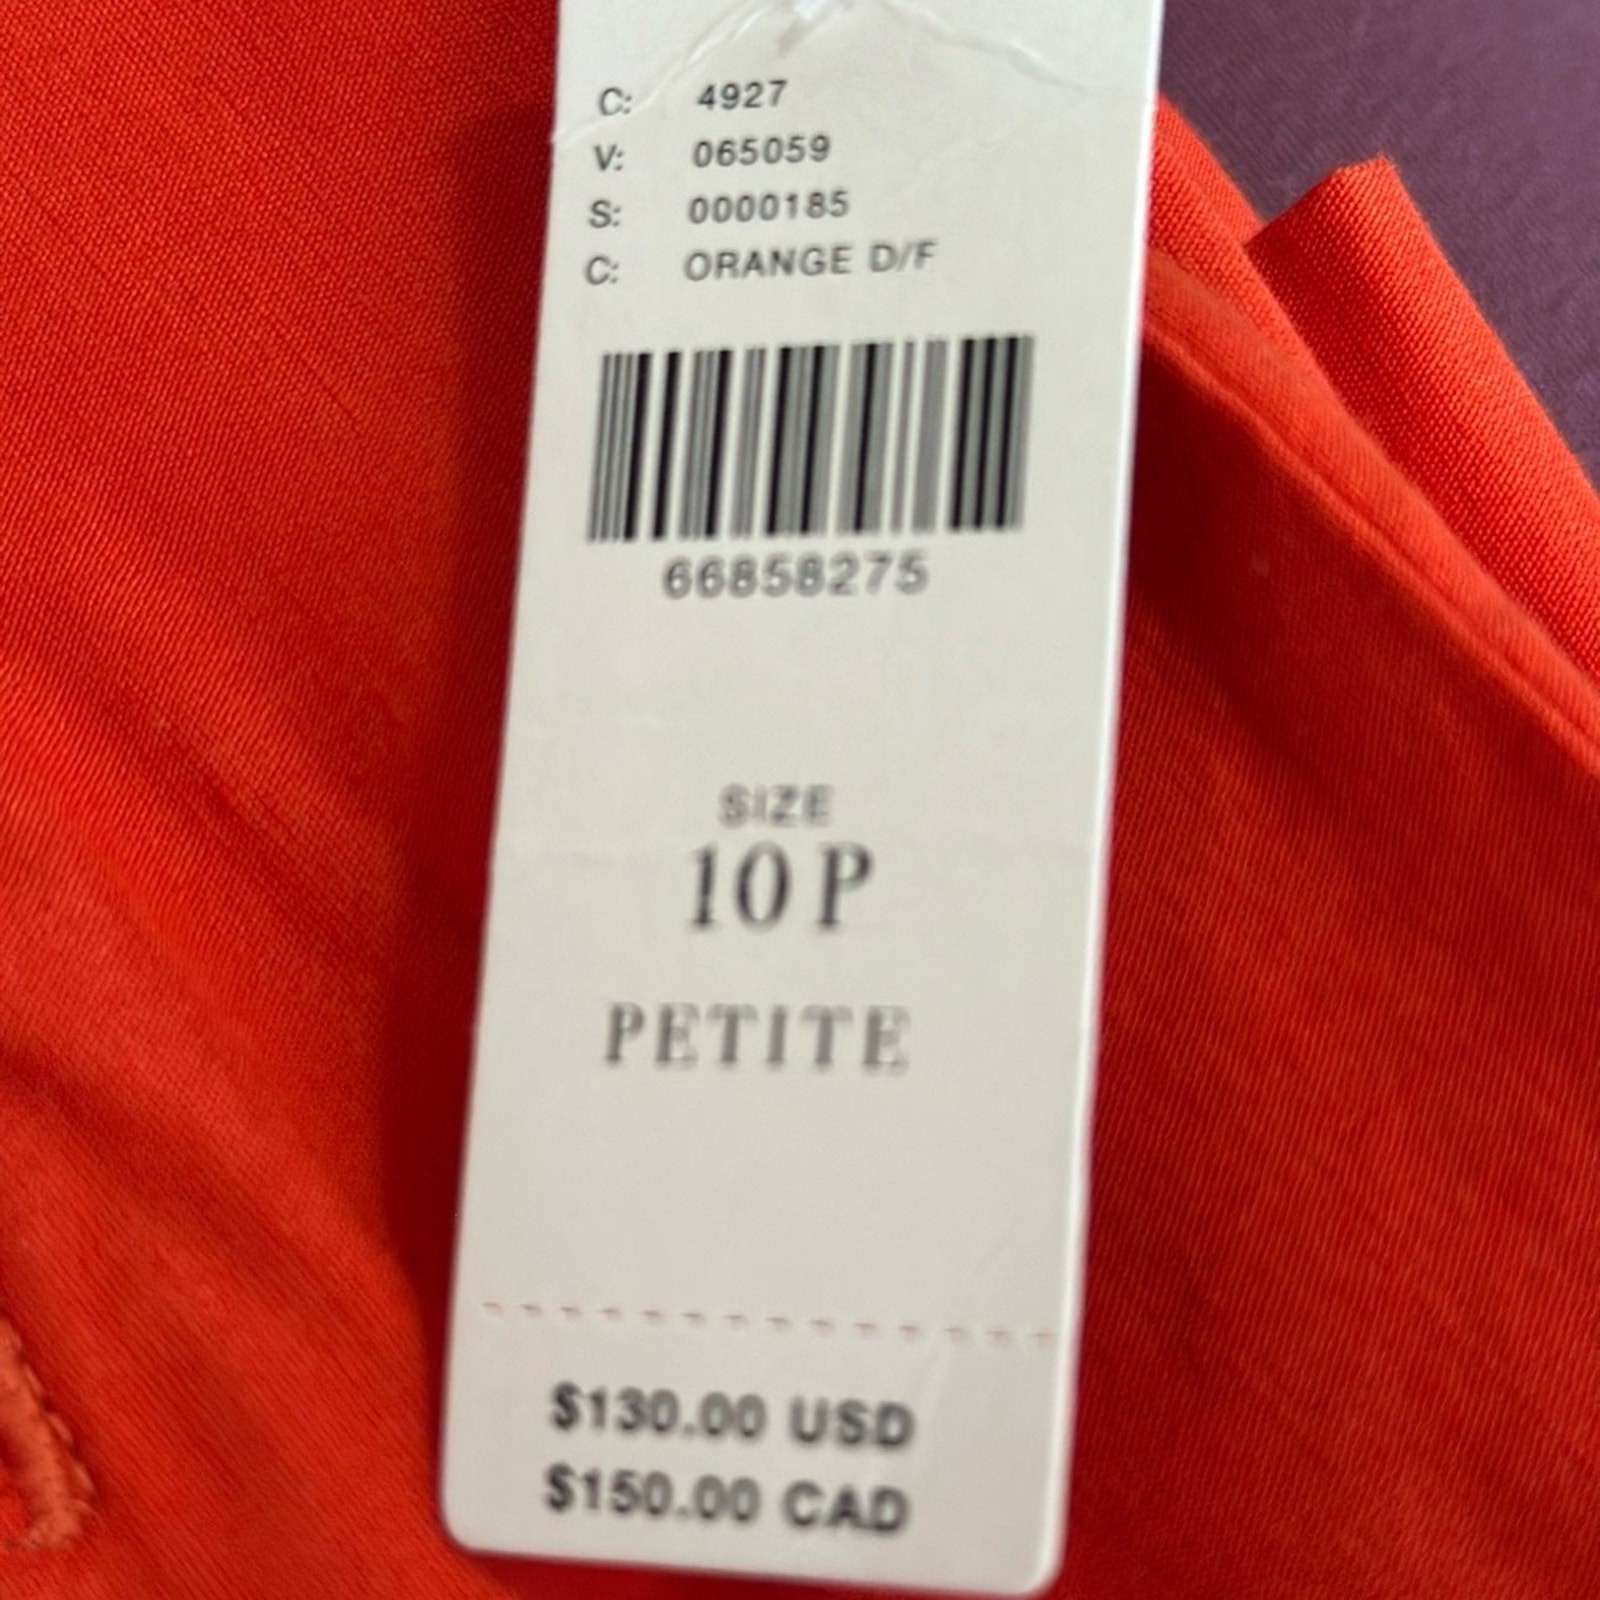 C: 4927
V: 065059
S: 0000185
C: ORANGE D/F
66858275
SIZE
10 P
PETITE
$130.00 USD
$150.00 CAD